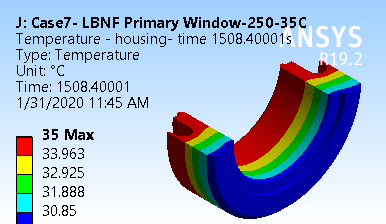 J: Case7- LBNF Primary Window-250-35C
Temperature - housing- time 1508.40001s
Type: Temperature
Unit: °C
Time: 1508.40001
1/31/2020 11:45 AM
ANSYS
R19.2
35 Max
33.963
32.925
31.888
30.85